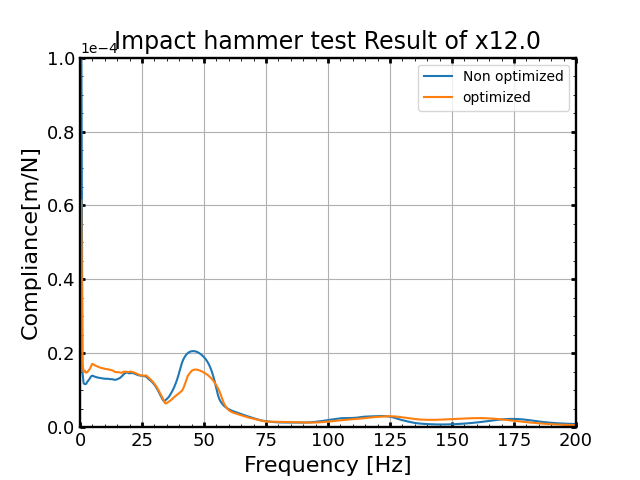 Impact hammer test Result of x12.0
1e−4
Non optimized
optimized
1.0
0.8
0.6
0.4
0.2
0.0
Compliance[m/N]
0 25 50 75 100 125 150 175 200
Frequency [Hz]